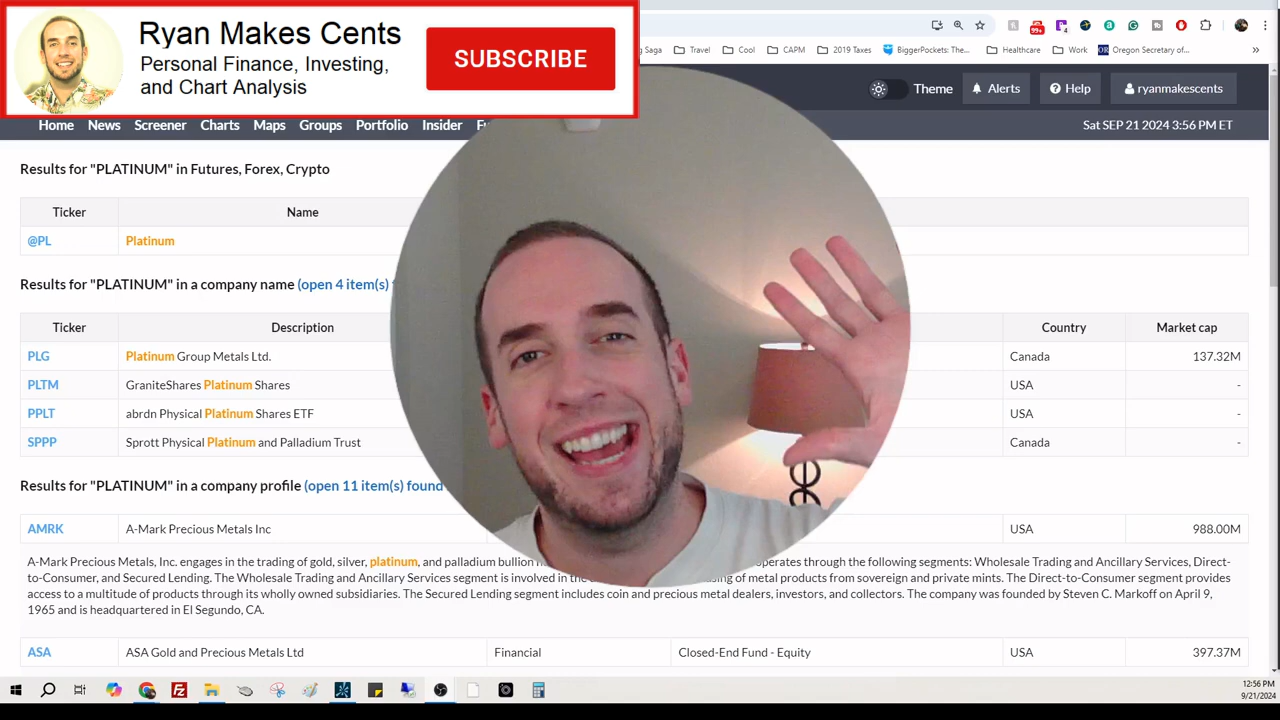 Ryan Makes Cents
Personal Finance, Investing,
and Chart Analysis
SUBSCRIBE
99+
4
Saga
Travel
Cool
CAPM
2019 Taxes
BiggerPockets: The...
Healthcare
Work
OR Oregon Secretary of...
»
Theme
Alerts
Help
ryanmakescents
Home News Screener Charts Maps Groups Portfolio Insider
Sat SEP 21 2024 3:56 PM ET
Results for "PLATINUM" in Futures, Forex, Crypto
Ticker Name
@PL Platinum
Results for "PLATINUM" in a company name (open 4 item(s)
Ticker Description Country Market cap
PLG Platinum Group Metals Ltd. Canada 137.32M
PLTM GraniteShares Platinum Shares USA -
PPLT abrdn Physical Platinum Shares ETF USA -
SPPP Sprott Physical Platinum and Palladium Trust Canada -
Results for "PLATINUM" in a company profile (open 11 item(s) found
AMRK A-Mark Precious Metals Inc USA 988.00M
A-Mark Precious Metals, Inc. engages in the trading of gold, silver, platinum, and palladium bullion operates through the following segments: Wholesale Trading and Ancillary Services, Direct-
to-Consumer, and Secured Lending. The Wholesale Trading and Ancillary Services segment is involved in the of metal products from sovereign and private mints. The Direct-to-Consumer segment provides
access to a multitude of products through its wholly owned subsidiaries. The Secured Lending segment includes coin and precious metal dealers, investors, and collectors. The company was founded by Steven C. Markoff on April 9,
1965 and is headquartered in El Segundo, CA.
ASA ASA Gold and Precious Metals Ltd Financial Closed-End Fund - Equity USA 397.37M
12:56 PM
9/21/2024